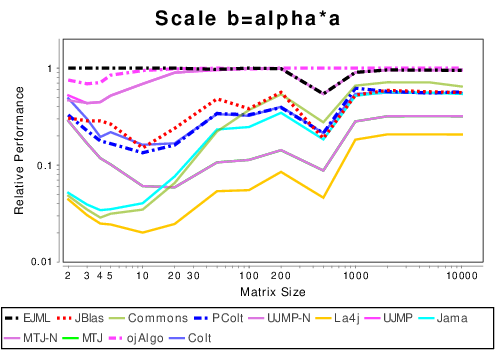 Scale b=alpha*a
Relative Performance
1
0.1
0.01
2 3 4 5 10 20 30 50 100 200 1000 10000
Matrix Size
EJML JBlas Commons PColt UJMP-N La4j UJMP Jama
MTJ-N MTJ ojAlgo Colt